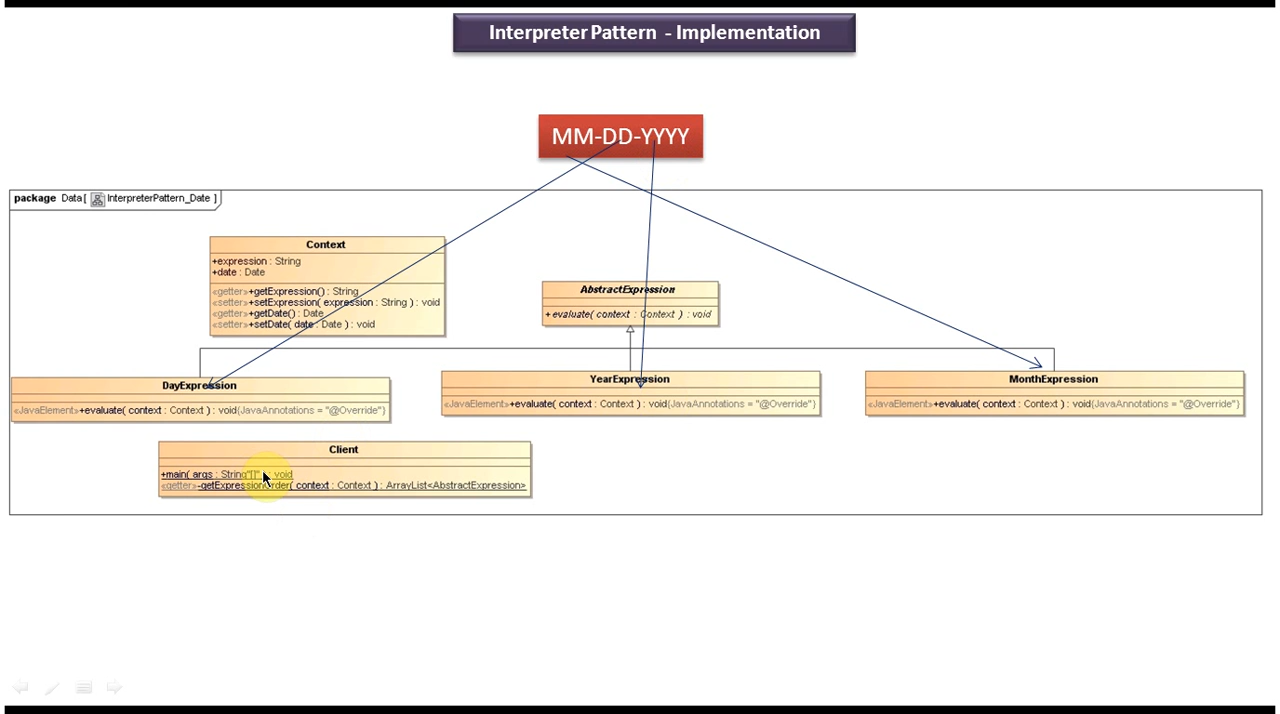 Interpreter Pattern - Implementation
MM-DD-YYYY
package Data[ InterpreterPattern_Date ]
Context
+expression : String
+date : Date
«getter»+getExpression() : String
«setter»+setExpression( expression : String ) : void
«getter»+getDate() : Date
«setter»+setDate( date : Date ) : void
AbstractExpression
+evaluate( context : Context ) : void
DayExpression
«JavaElement»+evaluate( context : Context ) : void{JavaAnnotations = "@Override"}
YearExpression
«JavaElement»+evaluate( context : Context ) : void{JavaAnnotations = "@Override"}
MonthExpression
«JavaElement»+evaluate( context : Context ) : void{JavaAnnotations = "@Override"}
Client
+main( args : String"[]" ) : void
«getter»-getExpressionOrder( context : Context ) : ArrayList<AbstractExpression>